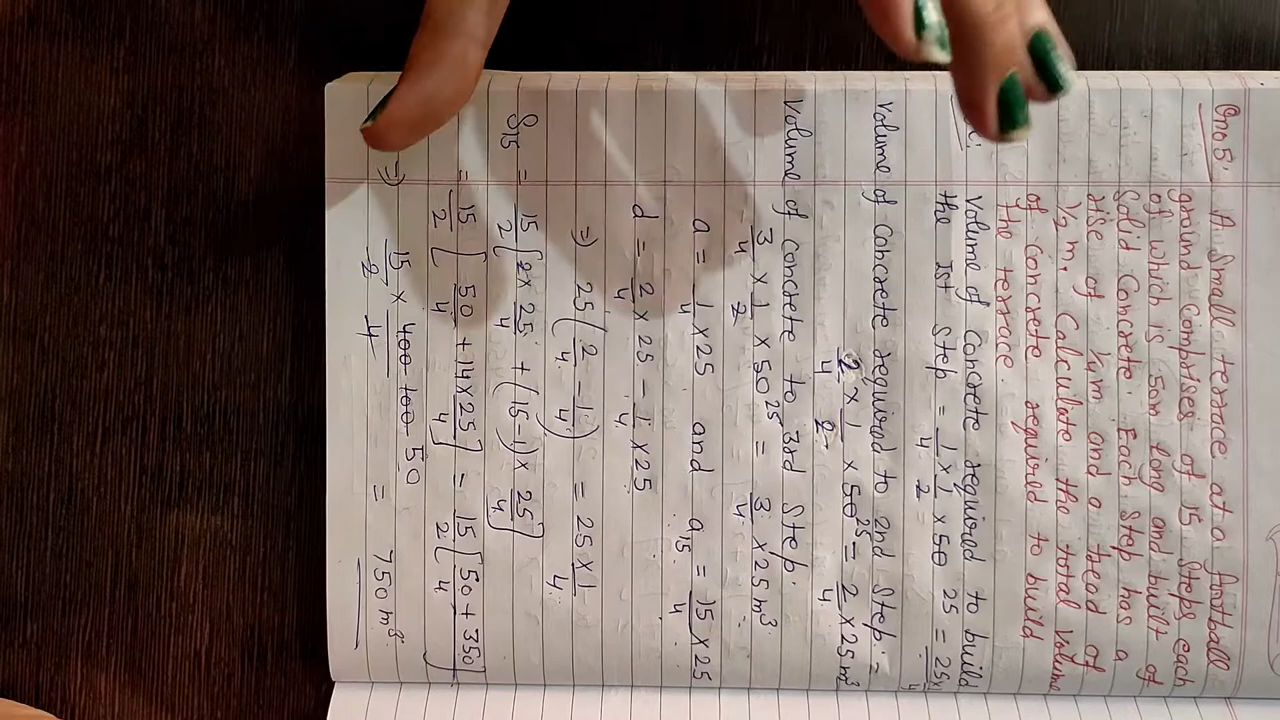 Qno 5. A Small terrace at a football
ground comprises of 15 steps each
of which is 50m long and built of
Solid Concrete. Each Step has a
rise of 1/4 m and a tread of
1/2 m. Calculate the total volume
of concrete required to build
the terrace.
Volume of Concrete required to build
the Ist Step = 1/4 × 1/2 × 50 25 = 25x1/4
Volume of Concrete required to 2nd Step =
2/4 × 1/2 × 50 25 = 2/4 × 25 m³
Volume of concrete to 3rd Step.
3/4 × 1/2 × 50 25 = 3/4 × 25 m³
a = 1/4 × 25 and a15 = 15/4 × 25
d = 2/4 × 25 - 1/4 × 25
⇒ 25 (2/4 - 1/4) = 25 × 1/4
S15 = 15/2 [2 × 25/4 + (15-1) × 25/4]
= 15/2 [50/4 + 14×25/4] = 15/2 [50 + 350/4]
⇒ 15/2 × 400 100 50/4 = 750 m³